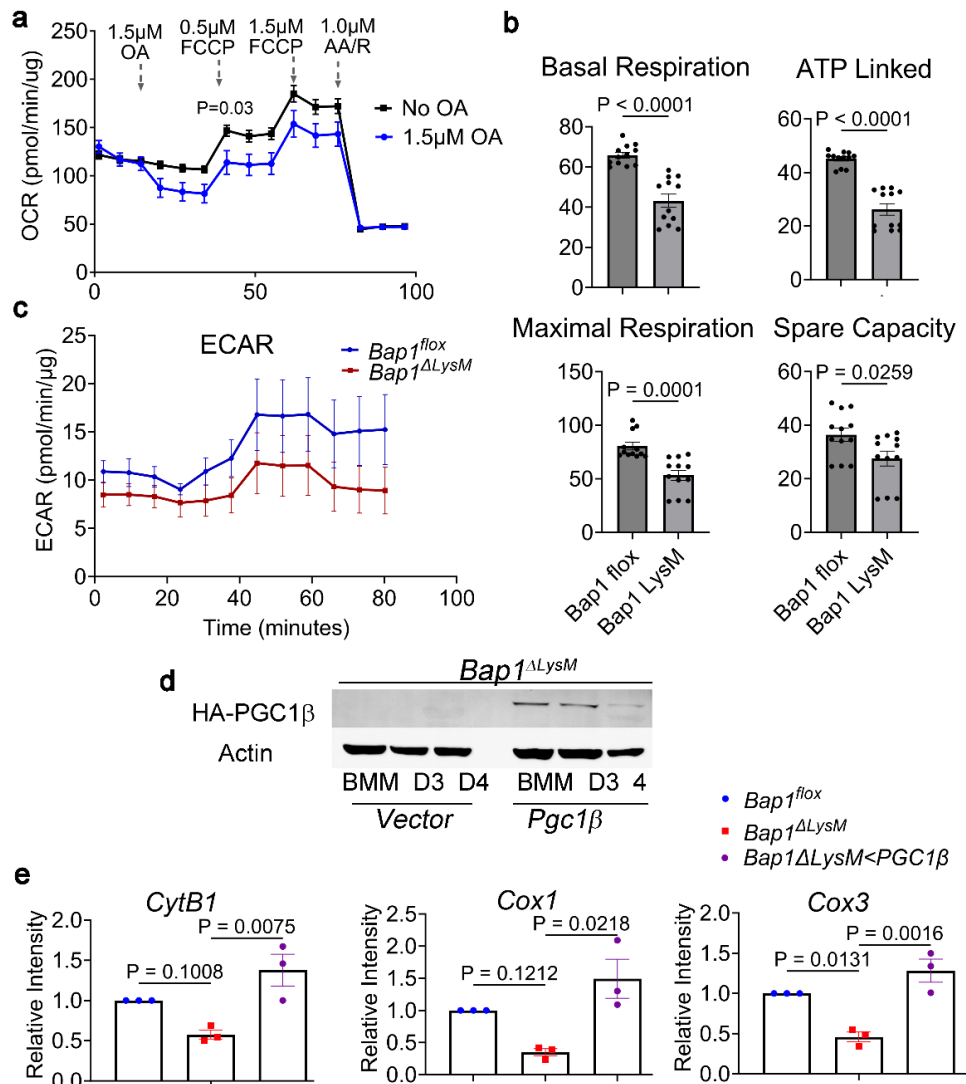 a
1.5µM
OA
0.5µM
FCCP
1.5µM
FCCP
1.0µM
AA/R
P=0.03
No OA
1.5µM OA
OCR (pmol/min/ug)
250
200
150
100
50
0
0
50
100
b
Basal Respiration
P < 0.0001
80
60
40
20
0
ATP Linked
P < 0.0001
60
40
20
0
Maximal Respiration
P = 0.0001
150
100
50
0
Bap1 flox
Bap1 LysM
Spare Capacity
P = 0.0259
60
40
20
0
Bap1 flox
Bap1 LysM
c
ECAR
Bap1flox
Bap1ΔLysM
ECAR (pmol/min/µg)
25
20
15
10
5
0
0
20
40
60
80
100
Time (minutes)
d
Bap1ΔLysM
HA-PGC1β
Actin
BMM D3 D4 BMM D3 4
Vector Pgc1β
Bap1flox
Bap1ΔLysM
Bap1ΔLysM<PGC1β
e
CytB1
P = 0.0075
P = 0.1008
Relative Intensity
2.0
1.5
1.0
0.5
0.0
Cox1
P = 0.0218
P = 0.1212
Relative Intensity
2.5
2.0
1.5
1.0
0.5
0.0
Cox3
P = 0.0016
P = 0.0131
Relative Intensity
2.0
1.5
1.0
0.5
0.0